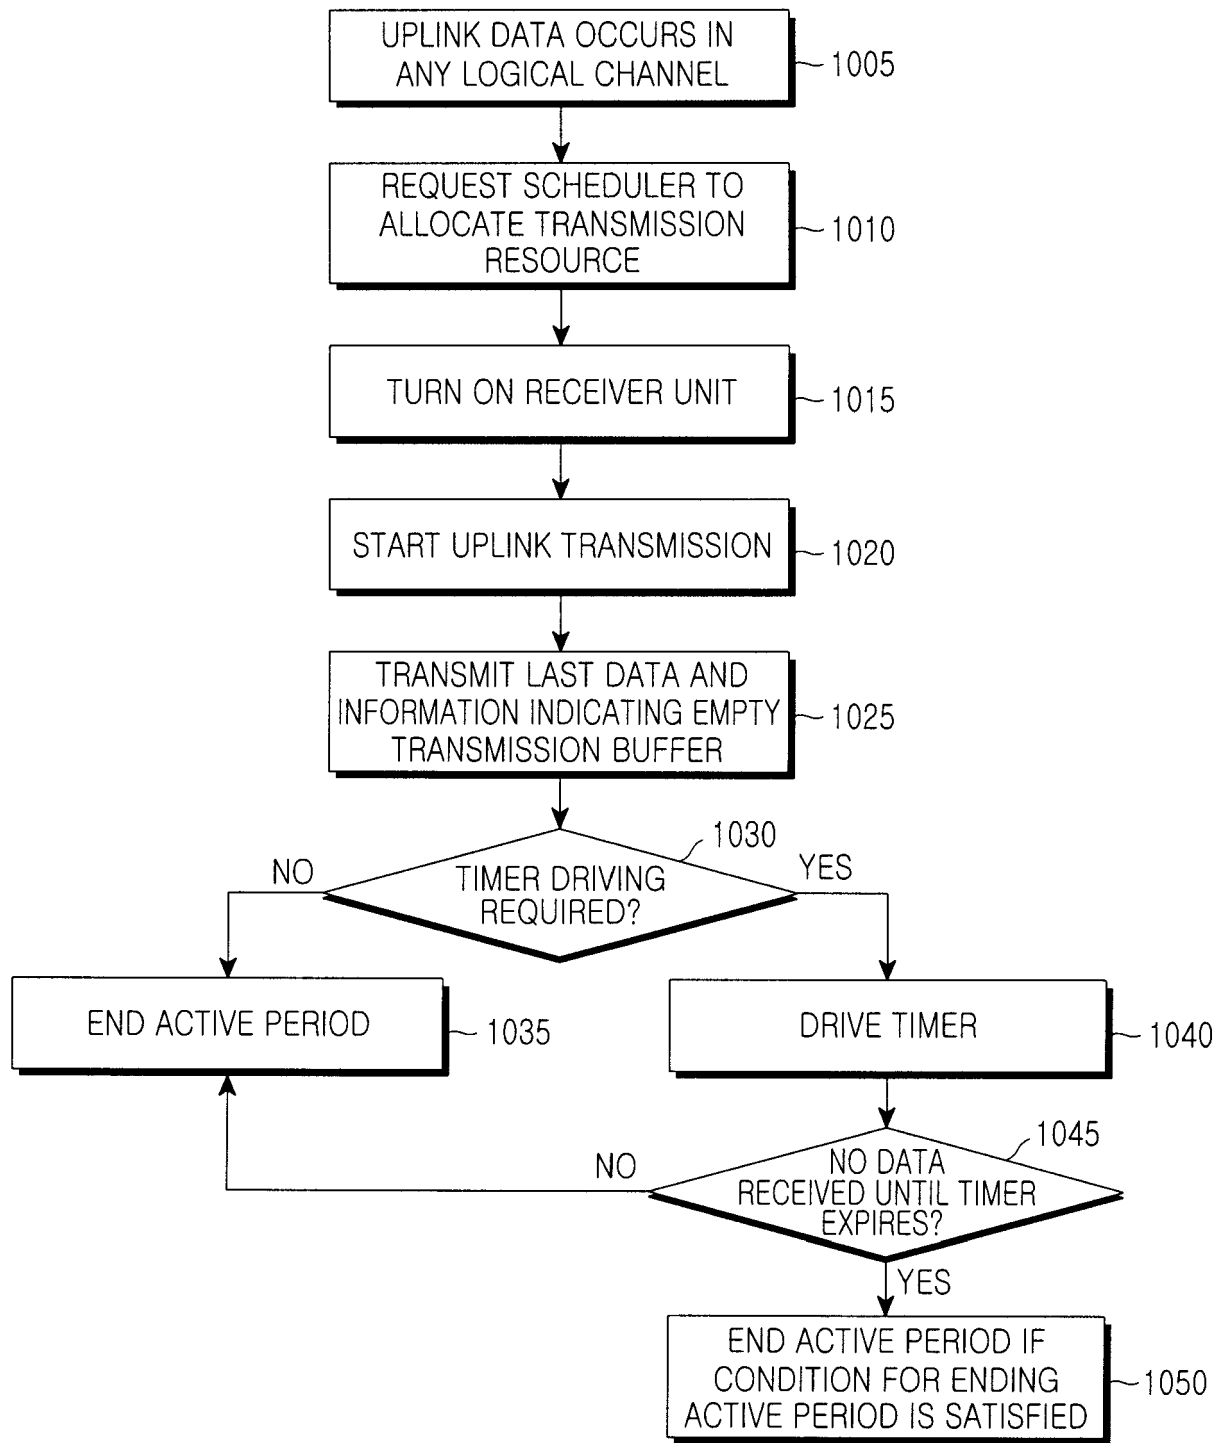 UPLINK DATA OCCURS IN
ANY LOGICAL CHANNEL
1005
REQUEST SCHEDULER TO
ALLOCATE TRANSMISSION
RESOURCE
1010
TURN ON RECEIVER UNIT
1015
START UPLINK TRANSMISSION
1020
TRANSMIT LAST DATA AND
INFORMATION INDICATING EMPTY
TRANSMISSION BUFFER
1025
1030
NO
YES
TIMER DRIVING
REQUIRED?
END ACTIVE PERIOD
1035
DRIVE TIMER
1040
1045
NO
NO DATA
RECEIVED UNTIL TIMER
EXPIRES?
YES
END ACTIVE PERIOD IF
CONDITION FOR ENDING
ACTIVE PERIOD IS SATISFIED
1050